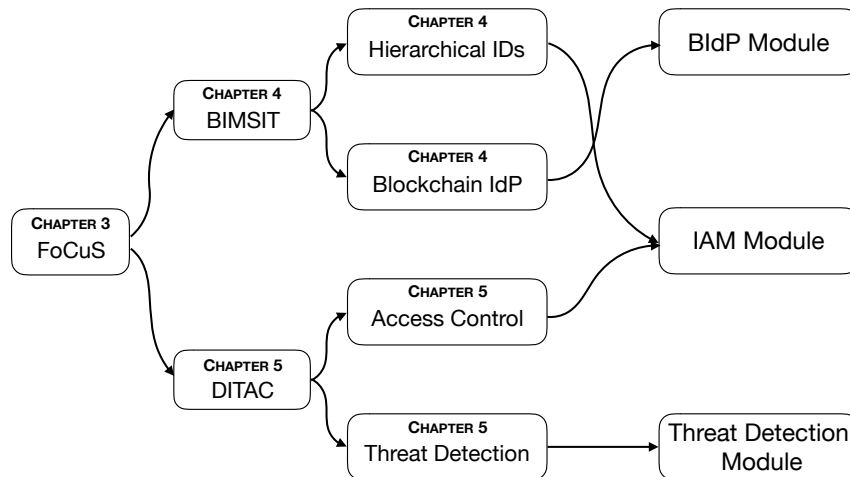 CHAPTER 4
Hierarchical IDs
BIdP Module
CHAPTER 4
BIMSIT
CHAPTER 4
Blockchain IdP
CHAPTER 3
FoCuS
IAM Module
CHAPTER 5
Access Control
CHAPTER 5
DITAC
CHAPTER 5
Threat Detection
Threat Detection
Module